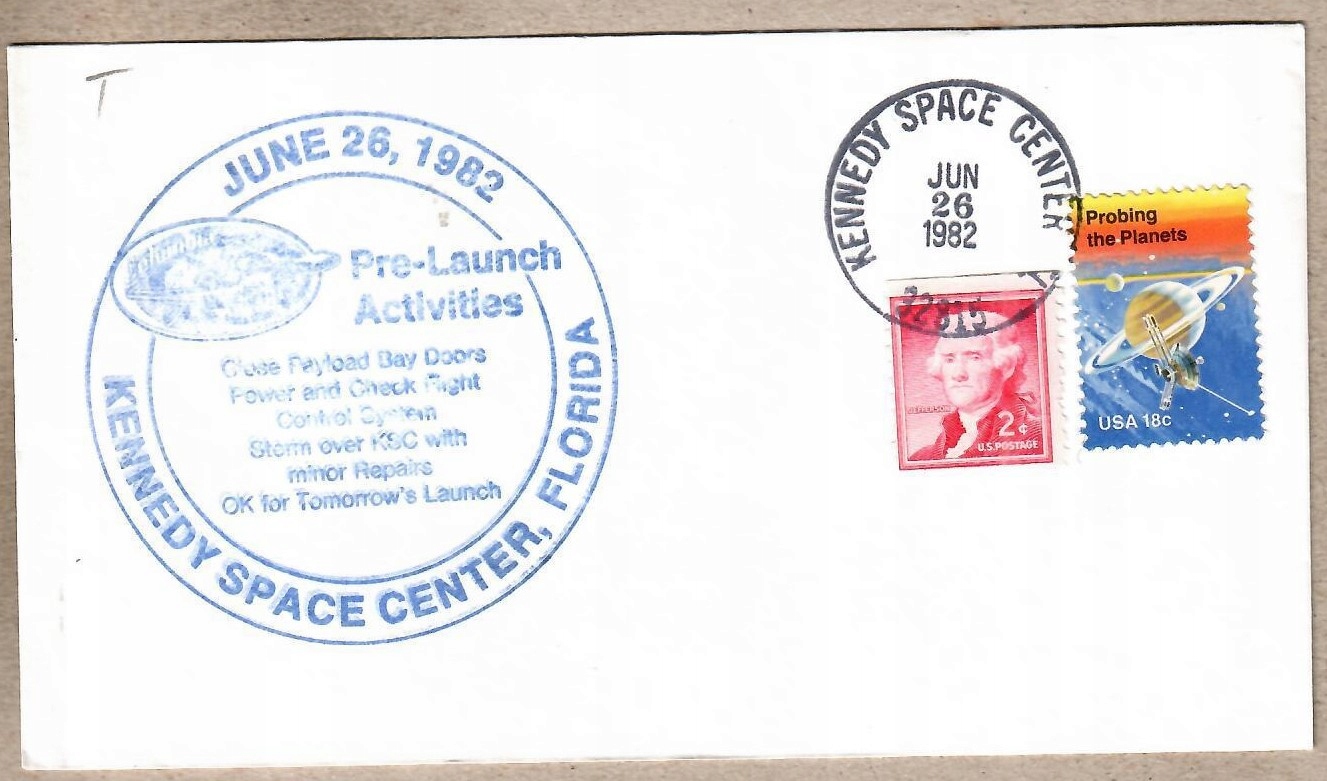 T
JUNE 26, 1982
Columbia
Pre-Launch
Activities
Close Payload Bay Doors
Power and Check Flight
Control System
Storm over KSC with
minor Repairs
OK for Tomorrow's Launch
KENNEDY SPACE CENTER, FLORIDA
KENNEDY SPACE CENTER
JUN
26
1982
32815
JEFFERSON
2¢
U.S. POSTAGE
Probing
the Planets
USA 18c